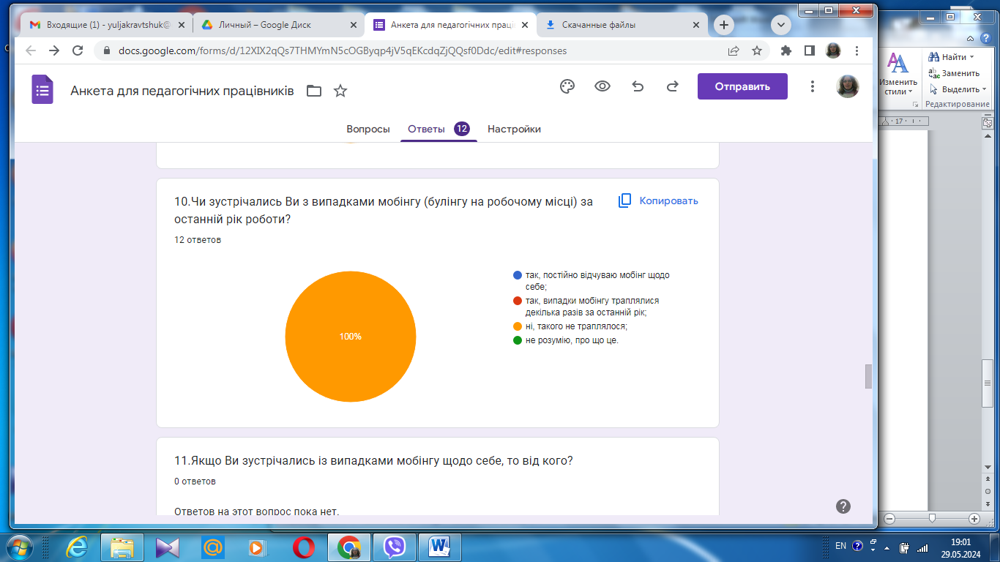 Входящие (1) - yuljakravtshuk@
Личный – Google Диск
Анкета для педагогічних праці
Скачанные файлы
docs.google.com/forms/d/12XIX2qQs7THMYmN5cOGByqp4jV5qEKcdqZjQQsf0Ddc/edit#responses
Анкета для педагогічних працівників
Отправить
Вопросы
Ответы 12
Настройки
10.Чи зустрічались Ви з випадками мобінгу (булінгу на робочому місці) за
останній рік роботи?
Копировать
12 ответов
100%
так, постійно відчуваю мобінг щодо
себе;
так, випадки мобінгу траплялися
декілька разів за останній рік;
ні, такого не траплялося;
не розумію, про що це.
11.Якщо Ви зустрічались із випадками мобінгу щодо себе, то від кого?
0 ответов
Ответов на этот вопрос пока нет.
Найти
Заменить
Выделить
Изменить
стили
Редактирование
17
EN
19:01
29.05.2024